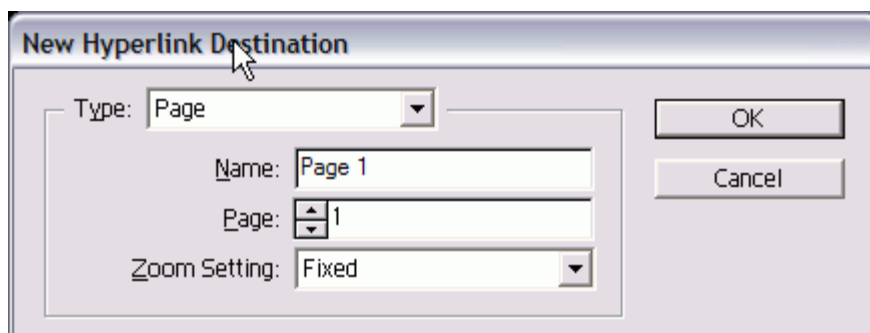 New Hyperlink Destination
Type: Page
OK
Name: Page 1
Cancel
Page: 1
Zoom Setting: Fixed